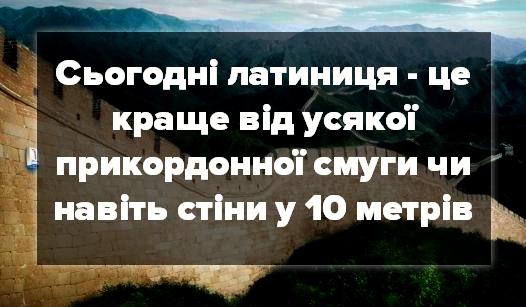 Сьогодні латиниця - це
краще від усякої
прикордонної смуги чи
навіть стіни у 10 метрів